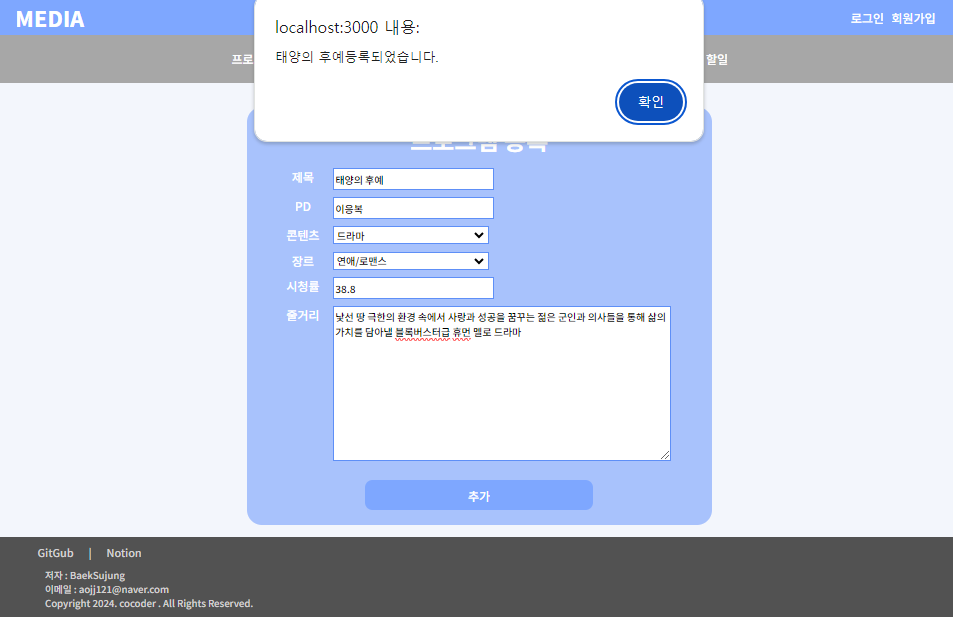 MEDIA
로그인 회원가입
localhost:3000 내용:
태양의 후예등록되었습니다.
확인
프로
할일
프로그램 등록
제목 태양의 후예
PD 이응복
콘텐츠 드라마
장르 연애/로맨스
시청률 38.8
줄거리 낯선 땅 극한의 환경 속에서 사랑과 성공을 꿈꾸는 젊은 군인과 의사들을 통해 삶의
가치를 담아낼 블록버스터급 휴먼 멜로 드라마
추가
GitGub | Notion
저자 : BaekSujung
이메일 : aojj121@naver.com
Copyright 2024. cocoder . All Rights Reserved.